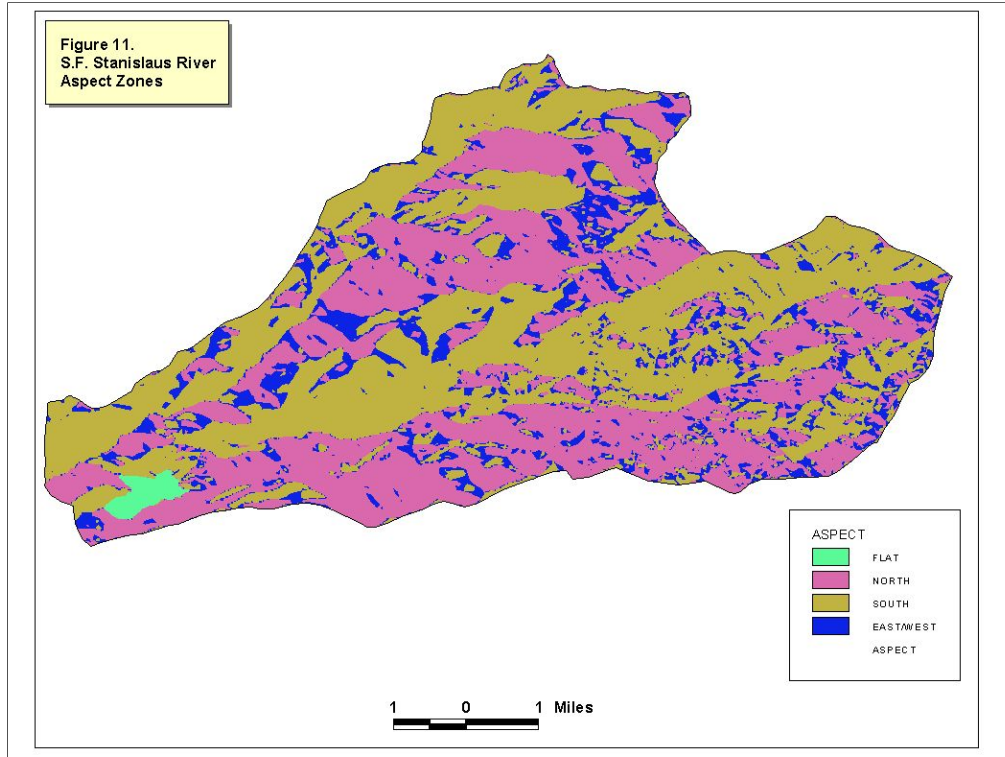 Figure 11.
S.F. Stanislaus River
Aspect Zones
ASPECT
FLAT
NORTH
SOUTH
EAST/WEST
ASPECT
1 0 1 Miles